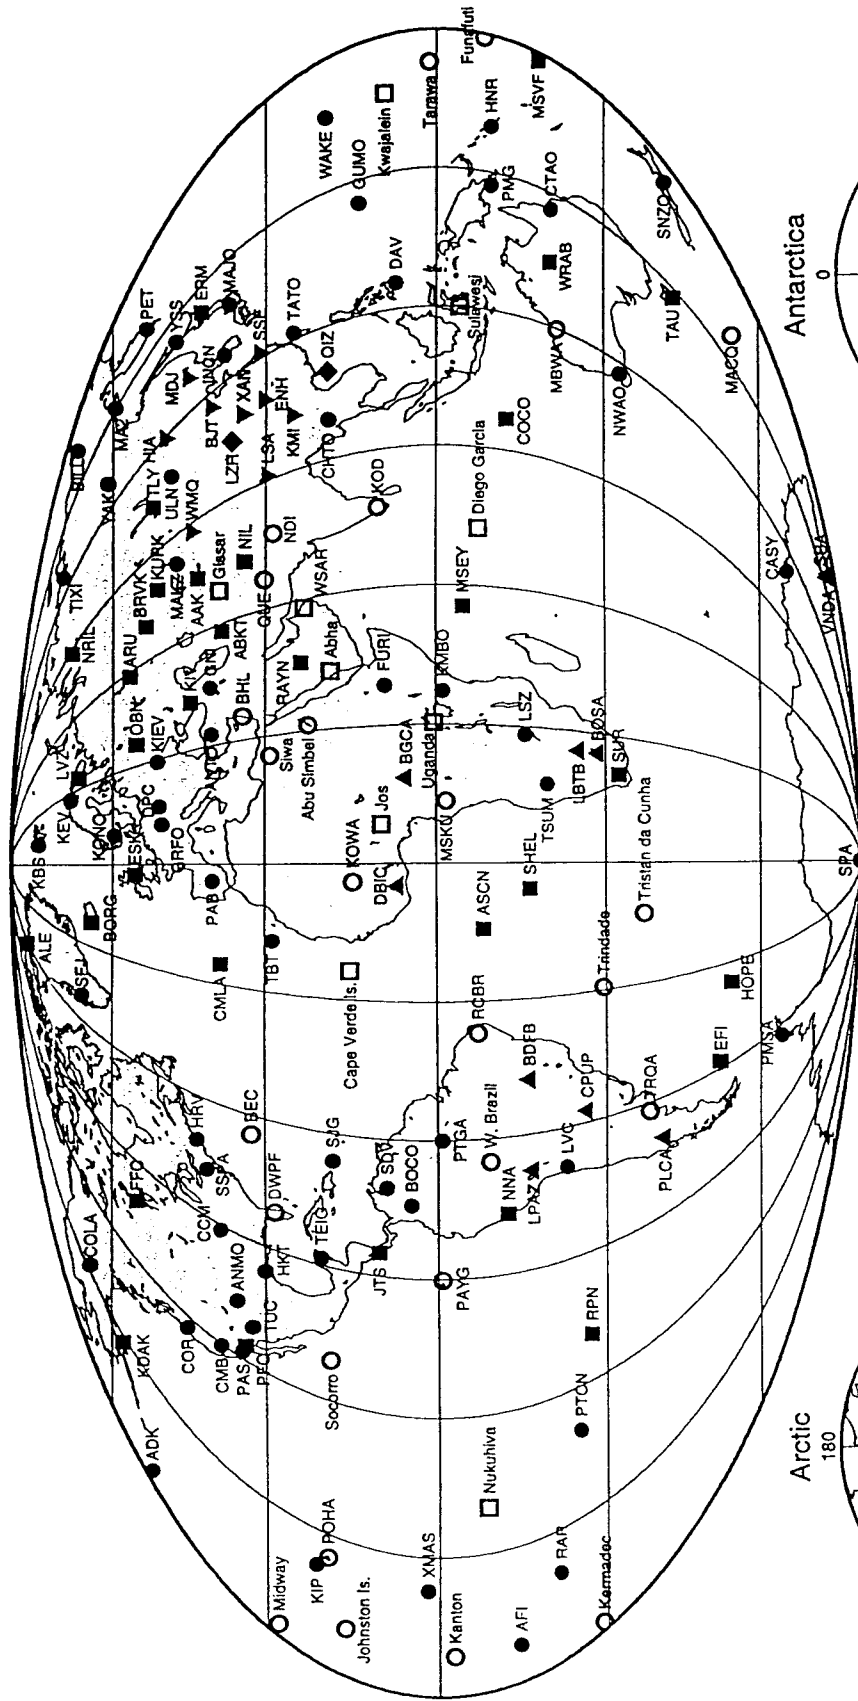 KBS
ALE
KEV
LVZ
NRIL
TIXI
BILL
SFJ
BORG
KONO
YAK
MA2
PET
COLA
FFC
ESK
DPC
OBN
ARU
BRVK
KURK
TLY
HIA
MDJ
YSS
ERM
MAJO
KDAK
ADK
HRV
GRFO
KIEV
KIV
GNI
MAKZ
AAK
ULN
WMQ
BJT
INCN
COR
SSPA
CCM
CMLA
PAB
ANTO
BHL
ABKT
Gissar
NIL
LZH
XAN
SSE
CMB
PAS
PFO
ANMO
TUC
HKT
DWPF
BEC
TBT
Siwa
QUE
NDI
LSA
ENH
KMI
TATO
Midway
KIP
POHA
Johnston Is.
Socorro
TEIG
SJG
Cape Verde Is.
KOWA
Abu Simbel
RAYN
Abha
WSAR
CHTO
QIZ
WAKE
GUMO
Kwajalein
JTS
SDV
BOCO
DBIC
Jos
BGCA
FURI
KOD
DAV
XMAS
Kanton
PAYG
PTGA
MSKU
Uganda
KMBO
MSEY
Diego Garcia
Sulawesi
Tarawa
Funafuti
Nukuhiva
NNA
W. Brazil
RCBR
ASCN
COCO
PMG
HNR
AFI
RAR
PTCN
RPN
LPAZ
LVC
BDFB
CPUP
SHEL
TSUM
LSZ
LBTB
BOSA
SUR
MBWA
WRAB
CTAO
MSVF
Kermadec
PLCA
TRQA
Trindade
Tristan da Cunha
NWAO
TAU
SNZO
EFI
HOPE
MACQ
PMSA
SPA
CASY
VNDA
SBA
Arctic
180
Antarctica
0